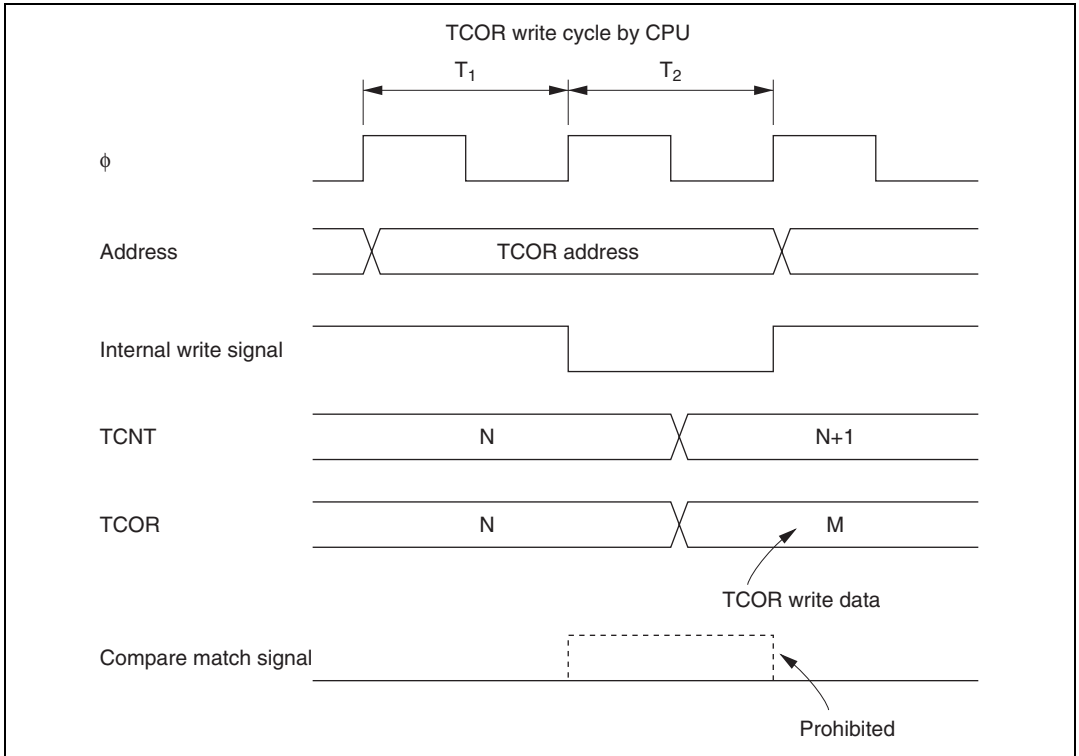 TCOR write cycle by CPU
T1 T2
ϕ
Address TCOR address
Internal write signal
TCNT N N+1
TCOR N M
TCOR write data
Compare match signal
Prohibited